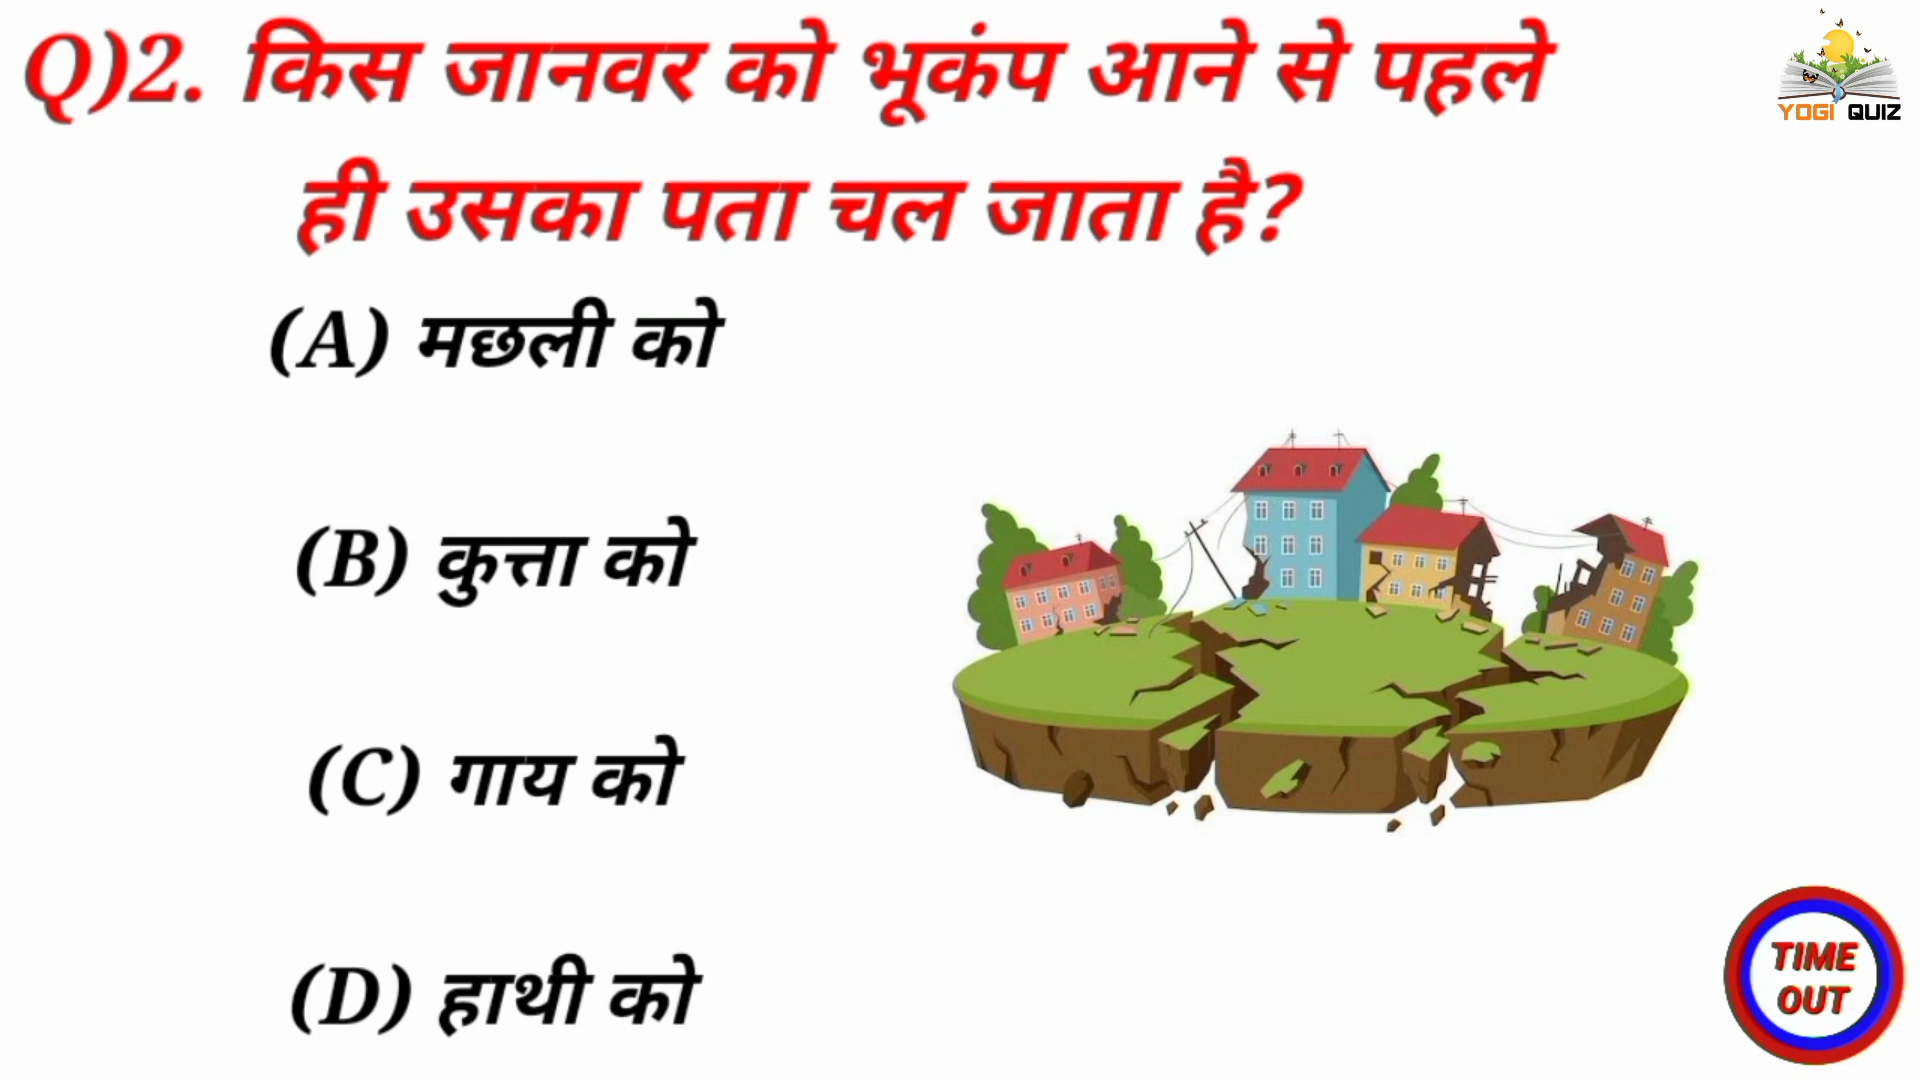 Q)2. किस जानवर को भूकंप आने से पहले
ही उसका पता चल जाता है?
(A) मछली को
(B) कुत्ता को
(C) गाय को
(D) हाथी को
YOGI QUIZ
TIME
OUT